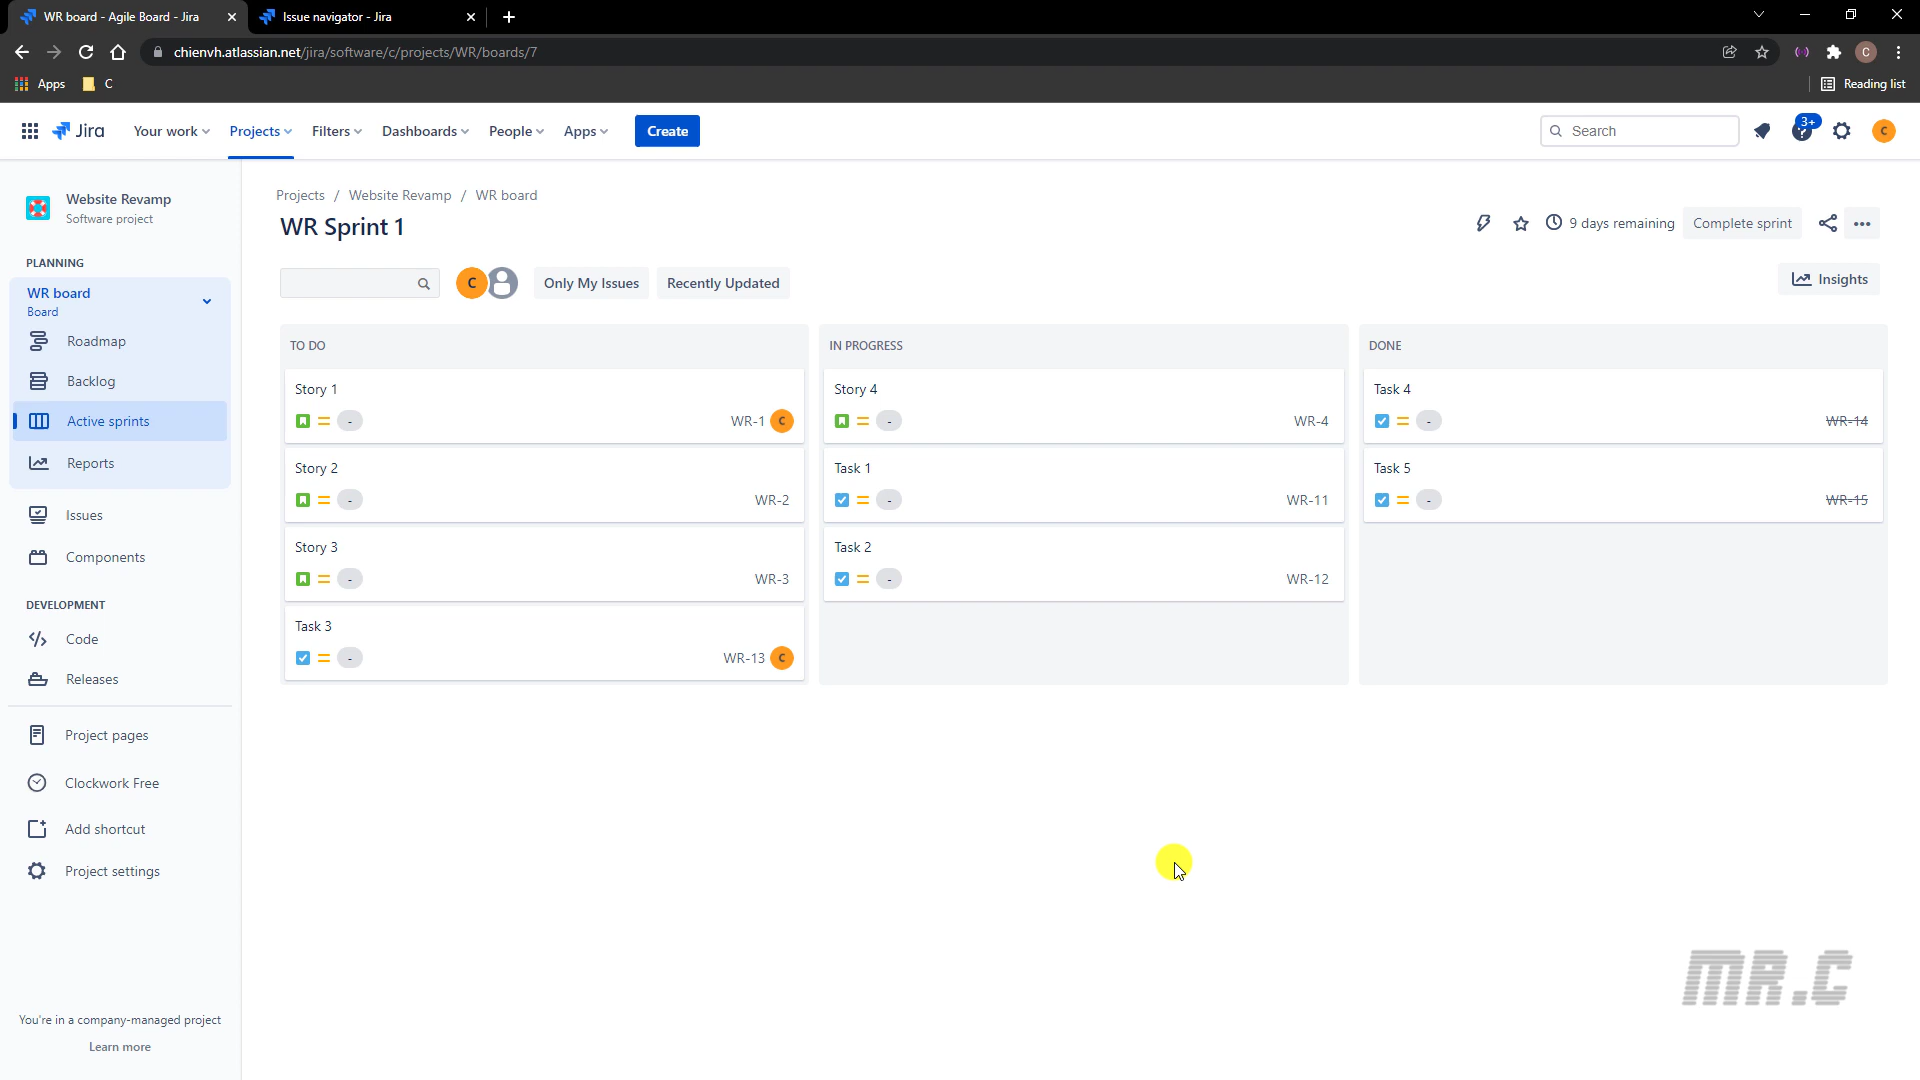 WR board - Agile Board - Jira
Issue navigator - Jira
chienvh.atlassian.net/jira/software/c/projects/WR/boards/7
C
Apps
C
Reading list
Jira
Your work
Projects
Filters
Dashboards
People
Apps
Create
Search
3+
C
Website Revamp
Software project
PLANNING
WR board
Board
Roadmap
Backlog
Active sprints
Reports
Issues
Components
DEVELOPMENT
Code
Releases
Project pages
Clockwork Free
Add shortcut
Project settings
You're in a company-managed project
Learn more
Projects / Website Revamp / WR board
WR Sprint 1
9 days remaining
Complete sprint
C
Only My Issues
Recently Updated
Insights
TO DO
Story 1
- WR-1 C
Story 2
- WR-2
Story 3
- WR-3
Task 3
- WR-13 C
IN PROGRESS
Story 4
- WR-4
Task 1
- WR-11
Task 2
- WR-12
DONE
Task 4
- WR-14
Task 5
- WR-15
MR.C